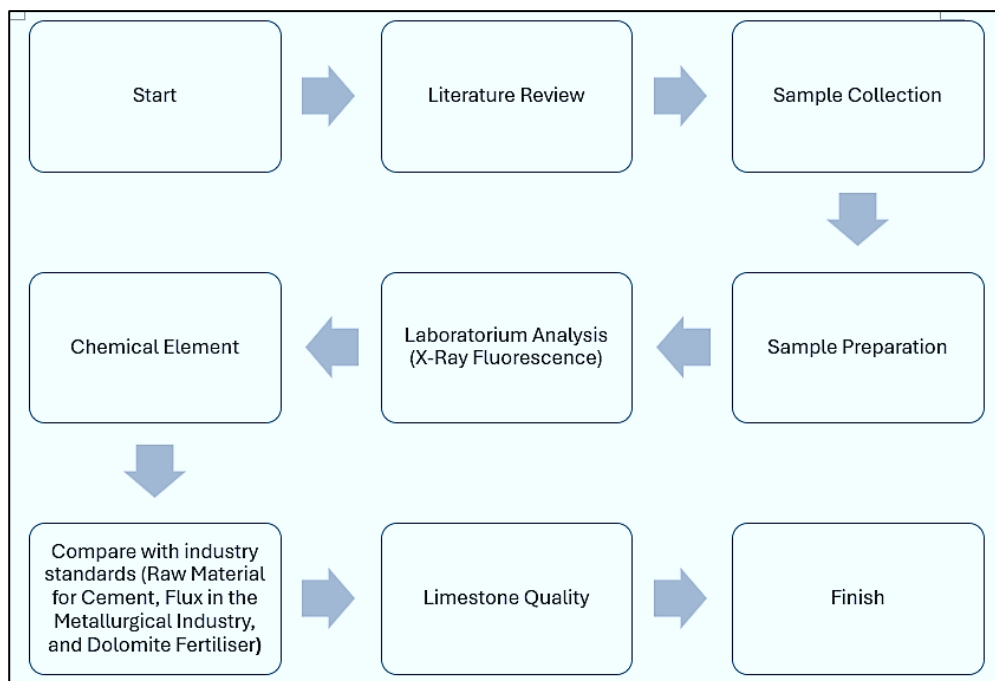 Start
Literature Review
Sample Collection
Sample Preparation
Laboratorium Analysis
(X-Ray Fluorescence)
Chemical Element
Compare with industry
standards (Raw Material
for Cement, Flux in the
Metallurgical Industry,
and Dolomite Fertiliser)
Limestone Quality
Finish